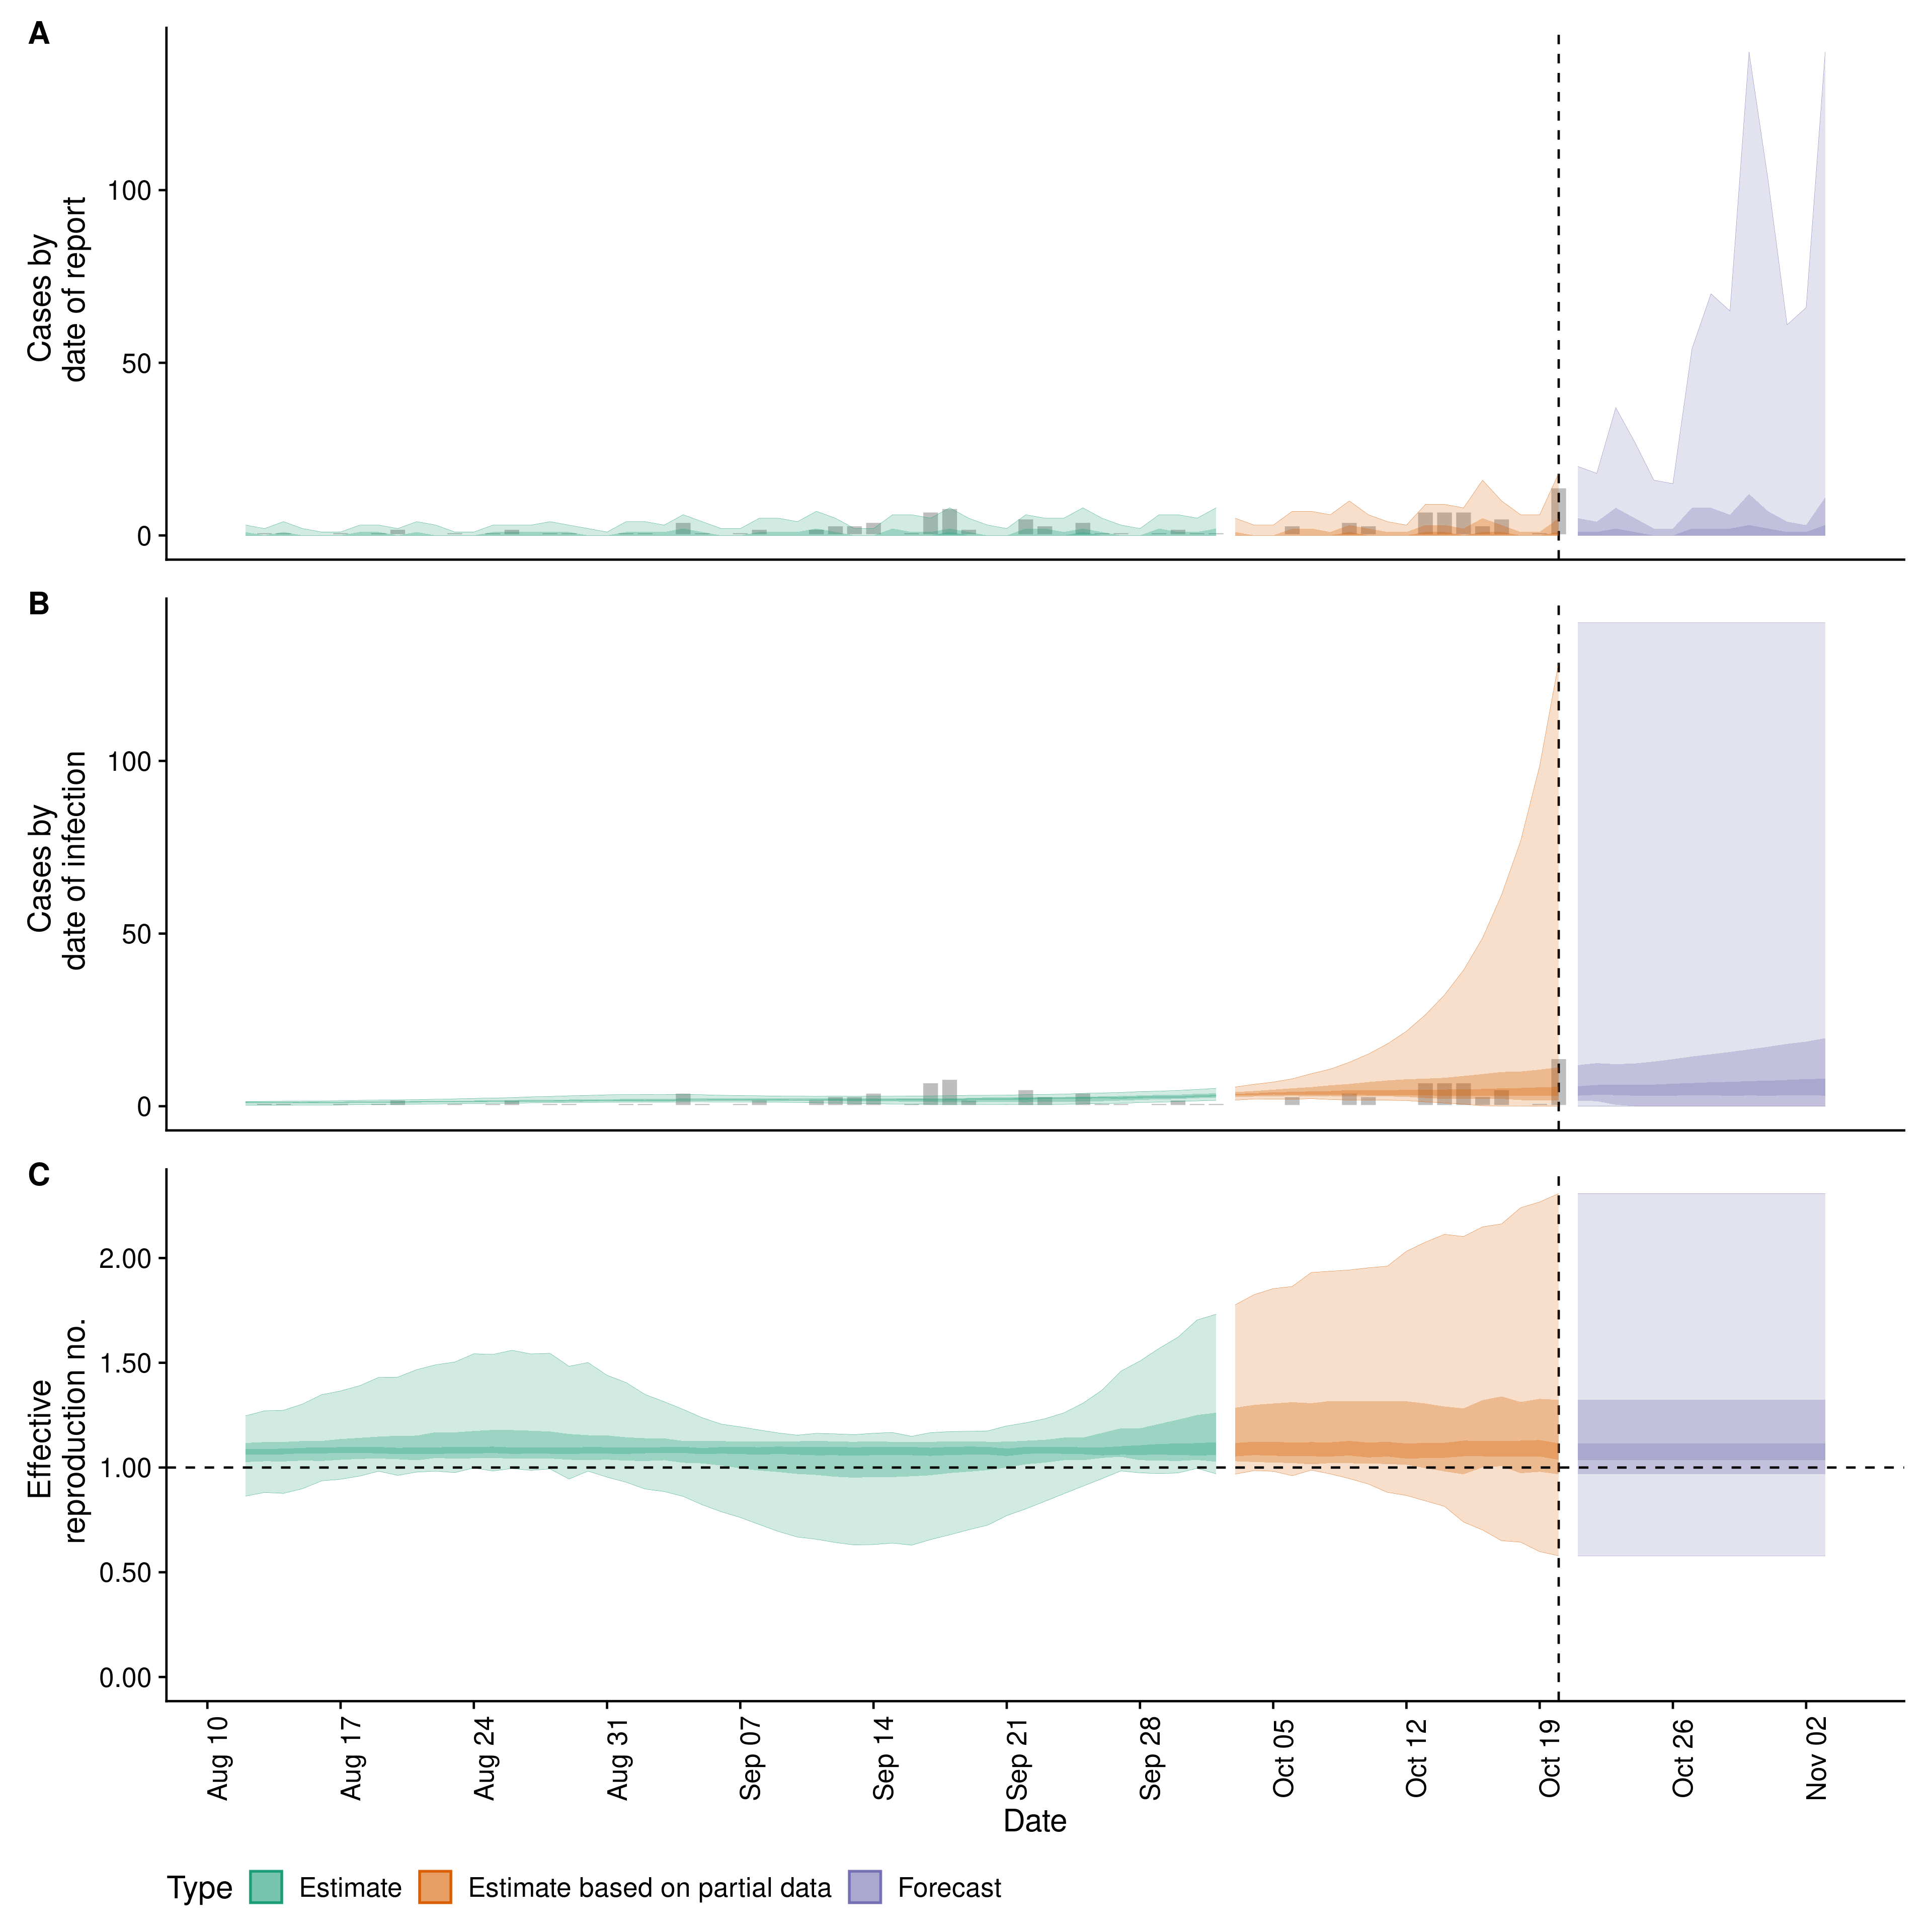 A
Cases by
date of report
100
50
0
B
Cases by
date of infection
100
50
0
C
Effective
reproduction no.
2.00
1.50
1.00
0.50
0.00
Aug 10
Aug 17
Aug 24
Aug 31
Sep 07
Sep 14
Sep 21
Sep 28
Oct 05
Oct 12
Oct 19
Oct 26
Nov 02
Date
Type Estimate Estimate based on partial data Forecast